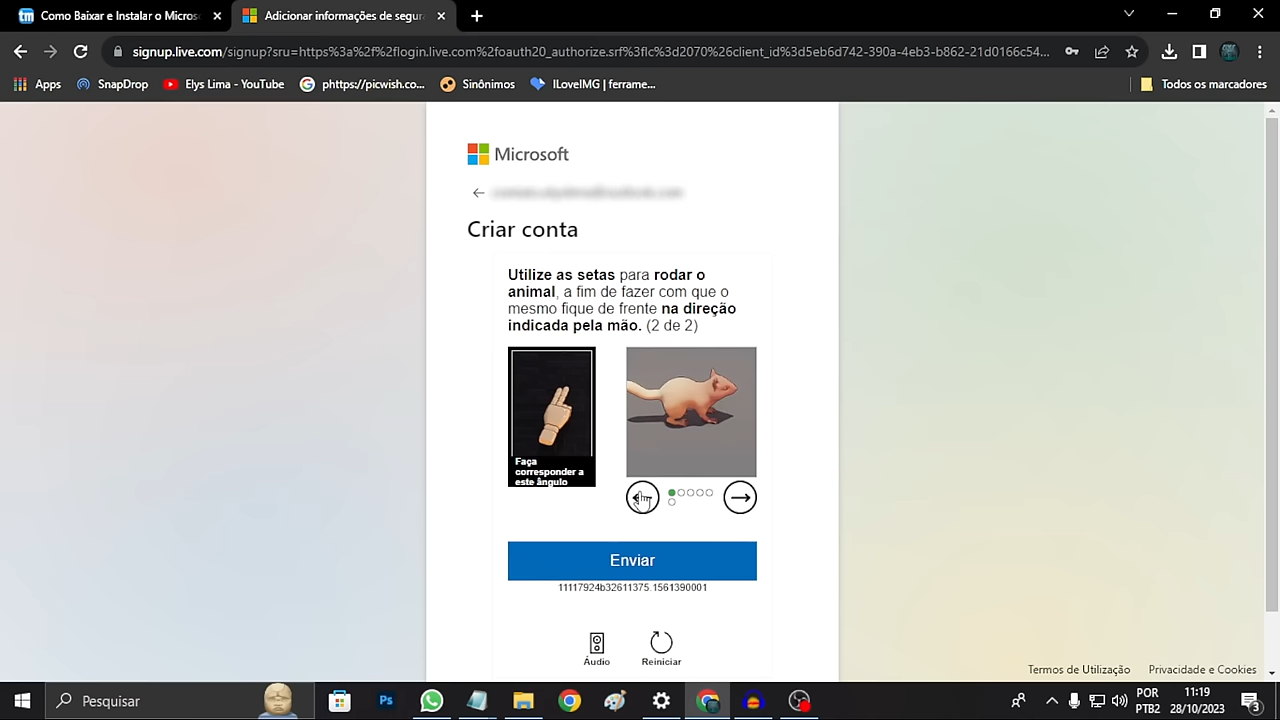 Como Baixar e Instalar o Micros
Adicionar informações de segura
signup.live.com/signup?sru=https%3a%2f%2flogin.live.com%2foauth20_authorize.srf%3flc%3d2070%26client_id%3d5eb6d742-390a-4eb3-b862-21d0166c54...
Apps
SnapDrop
Elys Lima - YouTube
phttps://picwish.co...
Sinônimos
ILoveIMG | ferrame...
Todos os marcadores
Microsoft
Criar conta
Utilize as setas para rodar o
animal, a fim de fazer com que o
mesmo fique de frente na direção
indicada pela mão. (2 de 2)
Faça
corresponder a
este ângulo
Enviar
11117924b32611375.1561390001
Áudio
Reiniciar
Termos de Utilização
Privacidade e Cookies
Pesquisar
Ps
POR
PTB2
11:19
28/10/2023
3